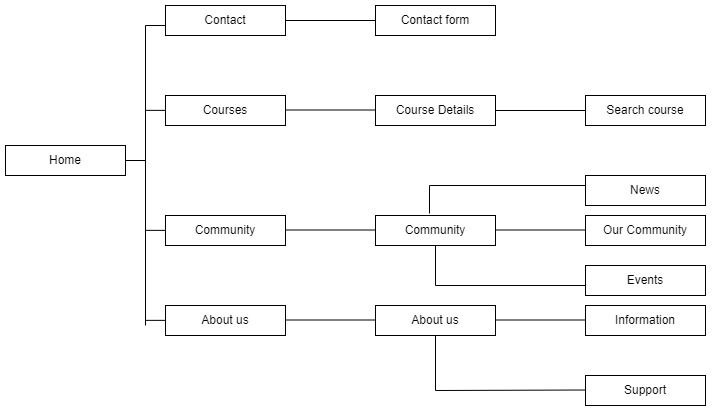 Contact
Contact form
Courses
Course Details
Search course
Home
News
Community
Community
Our Community
Events
About us
About us
Information
Support